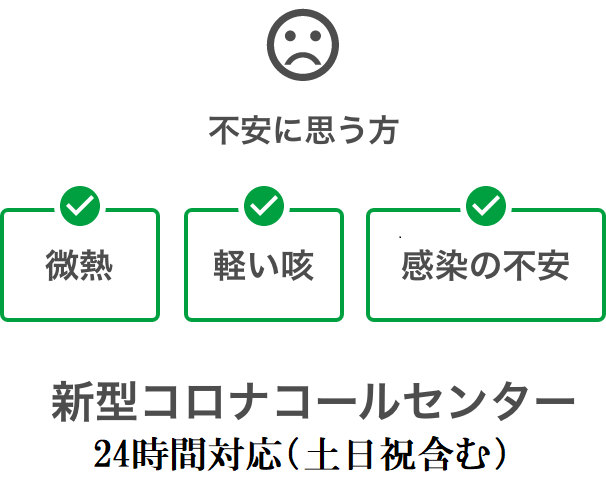 不安に思う方
微熱
軽い咳
感染の不安
新型コロナコールセンター
24時間対応(土日祝含む)